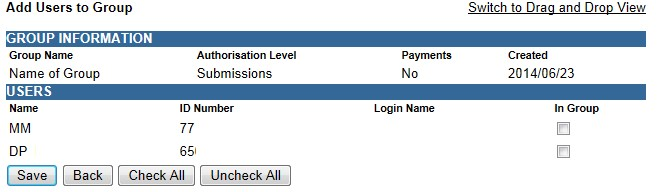 Add Users to Group Switch to Drag and Drop View
GROUP INFORMATION
Group Name Authorisation Level Payments Created
Name of Group Submissions No 2014/06/23
USERS
Name ID Number Login Name In Group
MM 77
DP 65
Save Back Check All Uncheck All